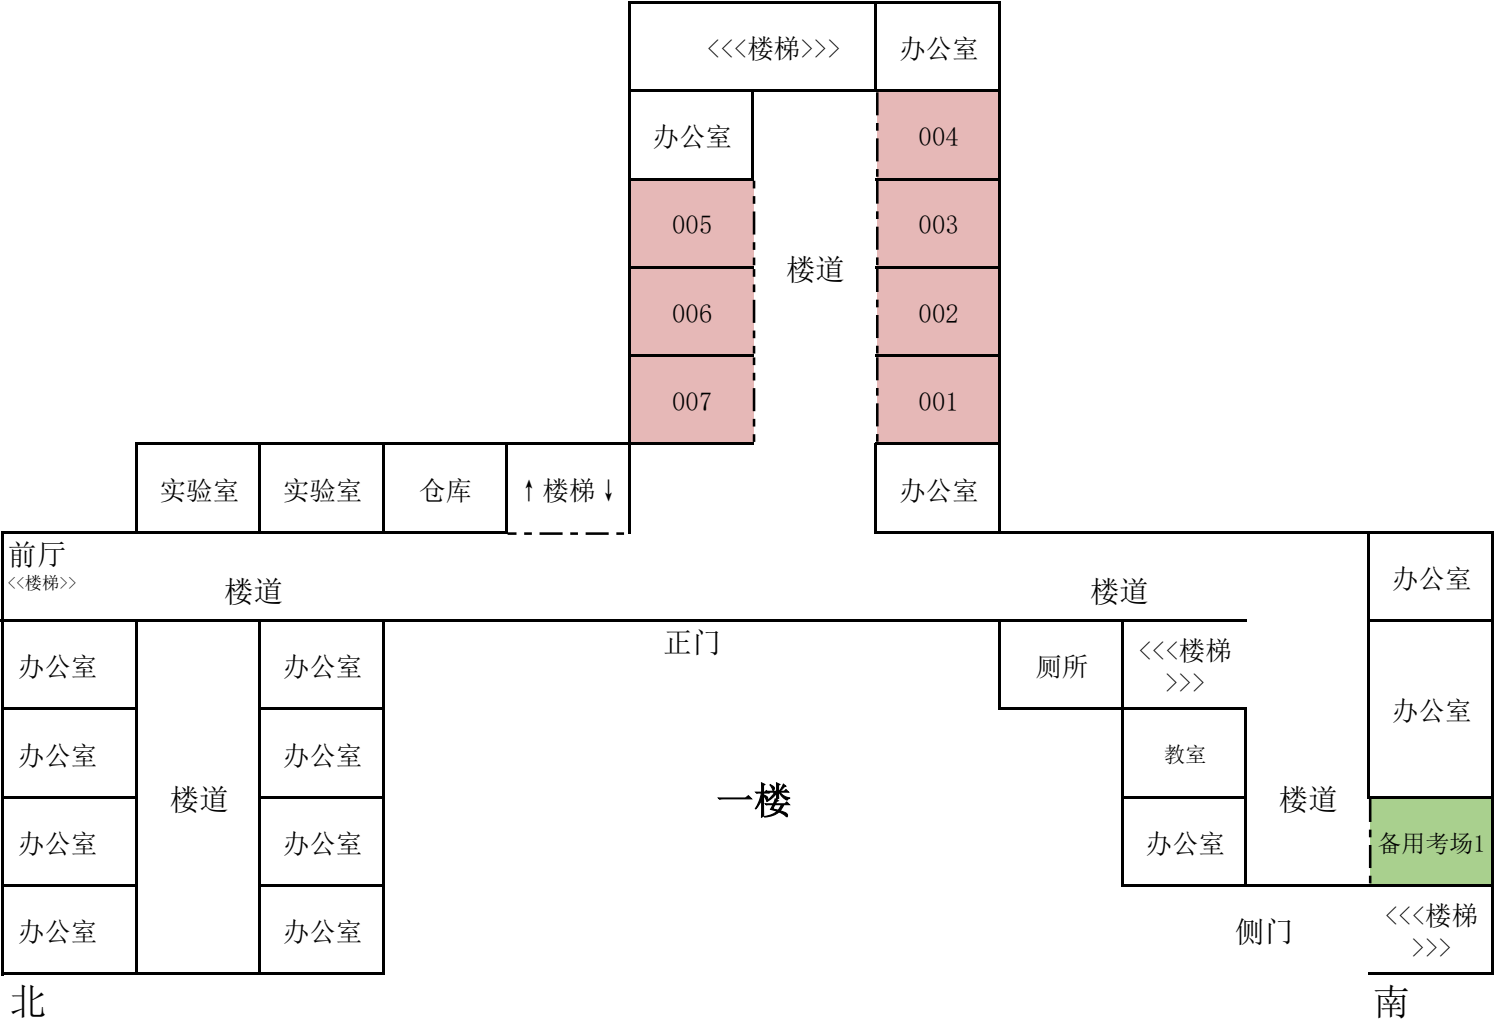 <<<楼梯>>>
办公室
办公室
004
005
003
楼道
006
002
007
001
实验室
实验室
仓库
↑楼梯↓
办公室
前厅
<<楼梯>>
楼道
楼道
办公室
正门
办公室
办公室
厕所
<<<楼梯
>>>
办公室
办公室
办公室
教室
楼道
一楼
楼道
办公室
办公室
办公室
备用考场1
办公室
办公室
侧门
<<<楼梯
>>>
北
南